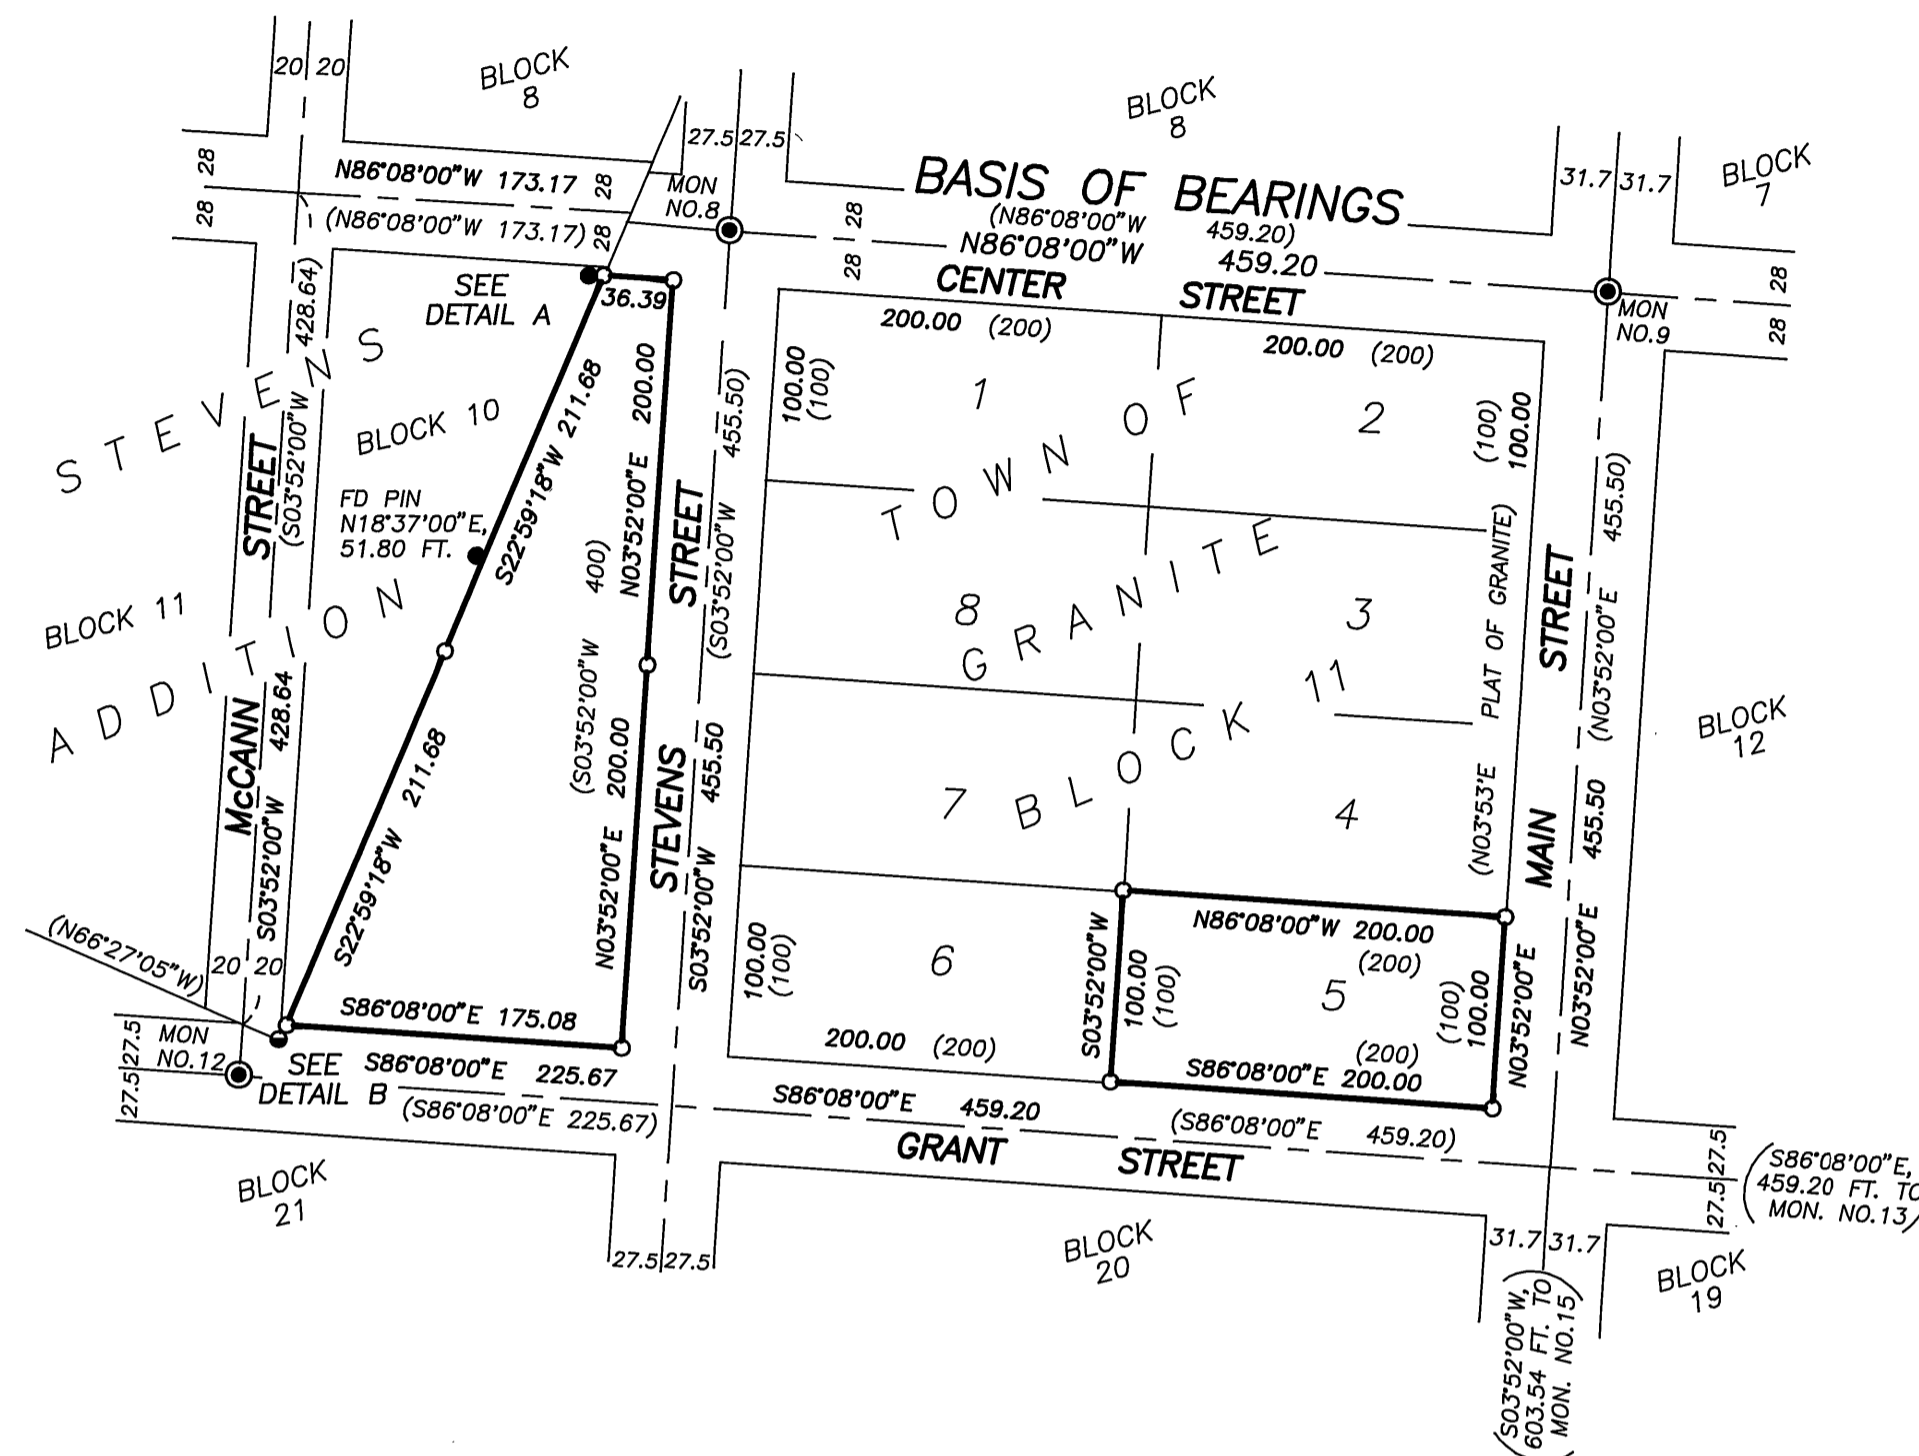 20 20
BLOCK
8
28
N86°08'00"W 173.17
28
28
(N86°08'00"W 173.17)
28
27.5 27.5
MON
NO.8
BLOCK
8
BASIS OF BEARINGS
(N86°08'00"W 459.20)
N86°08'00"W 459.20
28
28
CENTER STREET
31.7 31.7
BLOCK
7
28
28
MON
NO.9
SEE
DETAIL A
36.39
200.00 (200)
200.00 (200)
STEVENS
ADDITION
BLOCK 10
BLOCK 11
FD PIN
N18°37'00"E,
51.80 FT.
S22°59'18"W 211.68
S22°59'18"W 211.68
N03°52'00"E 200.00
N03°52'00"E 200.00
(S03°52'00"W 400)
McCANN STREET
(S03°52'00"W 428.64)
S03°52'00"W 428.64
STEVENS STREET
(S03°52'00"W 455.50)
S03°52'00"W 455.50
100.00
(100)
1
2
(100)
100.00
TOWN OF
GRANITE
8
3
BLOCK 11
7
4
(N03°53'E PLAT OF GRANITE)
MAIN STREET
(N03°52'00"E 455.50)
N03°52'00"E 455.50
BLOCK
12
100.00
(100)
6
200.00 (200)
S03°52'00"W
100.00
(100)
N86°08'00"W 200.00
(200)
5
(100)
100.00
N03°52'00"E
(200)
S86°08'00"E 200.00
(N66°27'05"W)
20 20
S86°08'00"E 175.08
27.5 27.5
MON
NO.12
SEE
DETAIL B
S86°08'00"E 225.67
(S86°08'00"E 225.67)
S86°08'00"E 459.20
(S86°08'00"E 459.20)
GRANT STREET
27.5 27.5
(S86°08'00"E,
459.20 FT. TO
MON. NO.13)
BLOCK
21
27.5 27.5
BLOCK
20
31.7 31.7
BLOCK
19
(S03°52'00"W,
603.54 FT. TO
MON. NO.15)